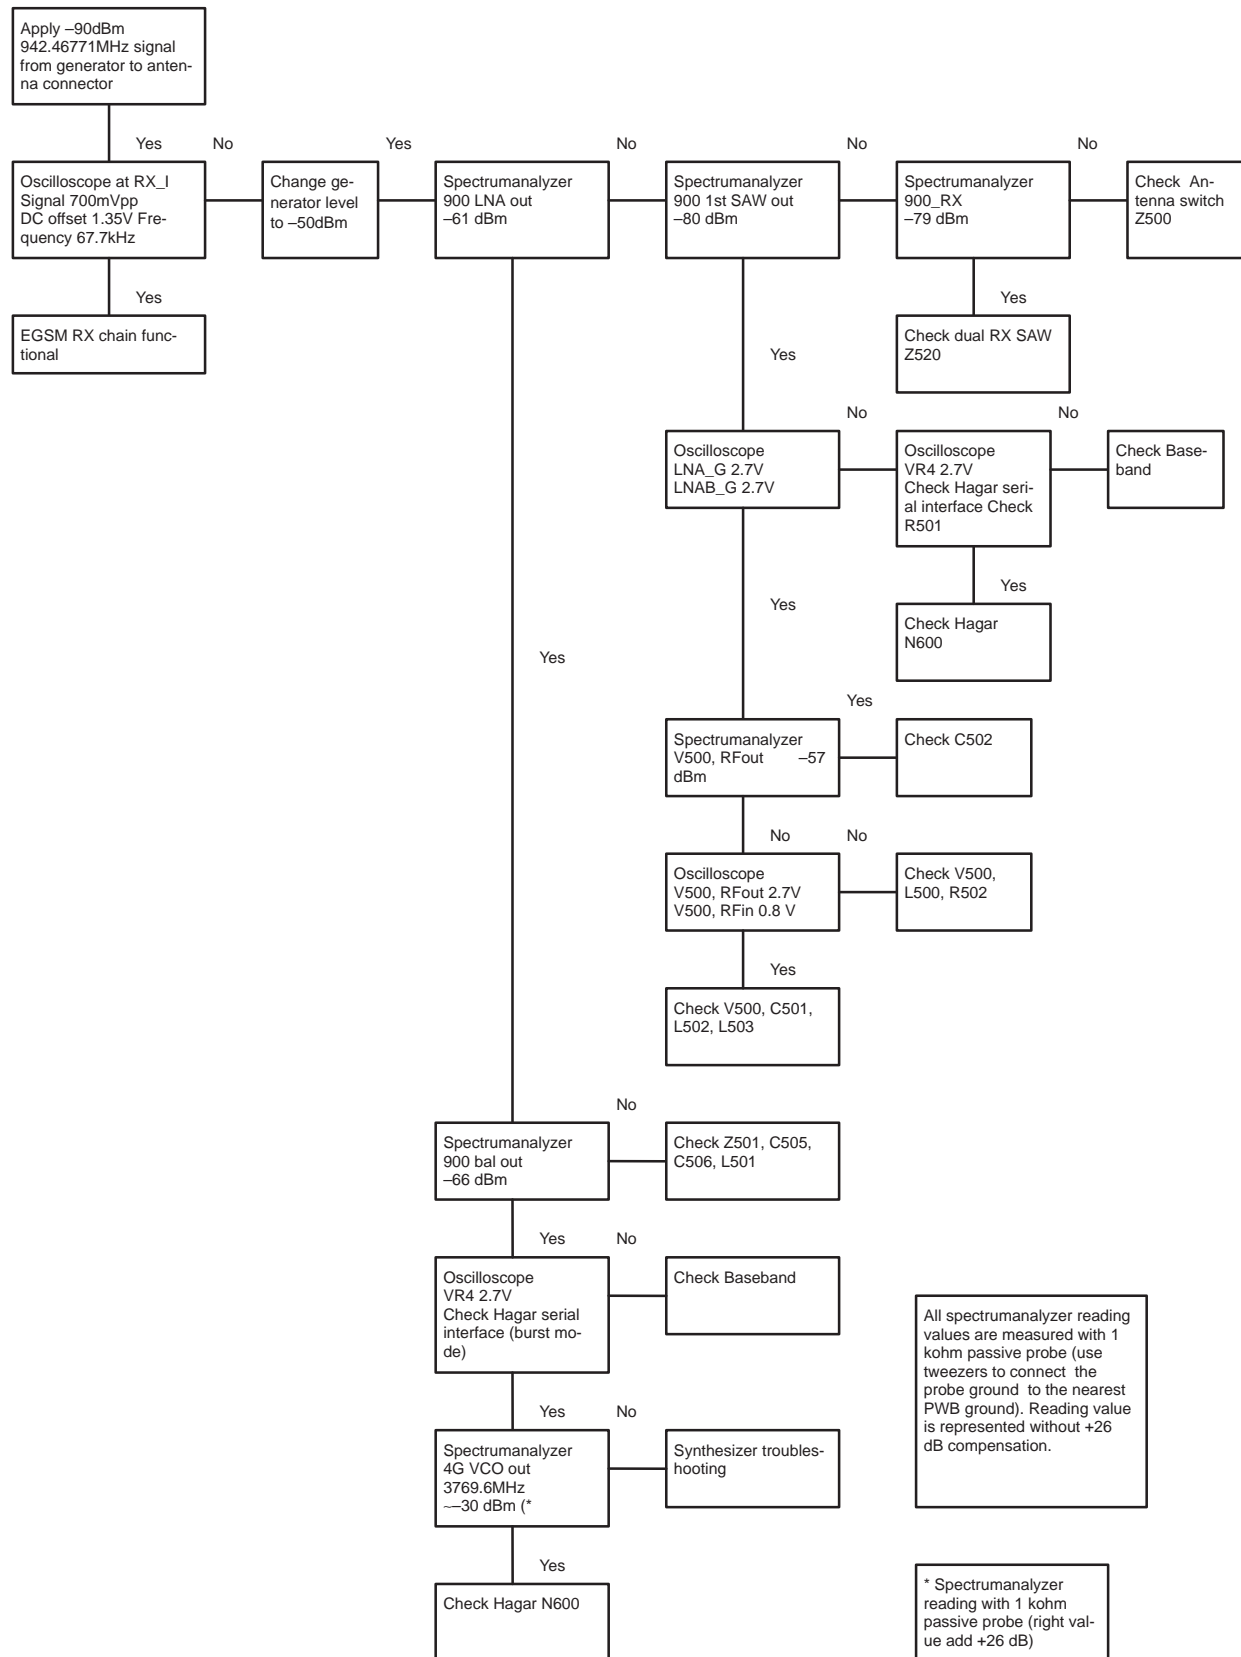 Apply –90dBm
942.46771MHz signal
from generator to anten-
na connector
Yes
No
Yes
No
No
No
Oscilloscope at RX_I
Signal 700mVpp
DC offset 1.35V Fre-
quency 67.7kHz
Change ge-
nerator level
to –50dBm
Spectrumanalyzer
900 LNA out
–61 dBm
Spectrumanalyzer
900 1st SAW out
–80 dBm
Spectrumanalyzer
900_RX
–79 dBm
Check An-
tenna switch
Z500
Yes
Yes
EGSM RX chain func-
tional
Check dual RX SAW
Z520
Yes
No
No
Oscilloscope
LNA_G 2.7V
LNAB_G 2.7V
Oscilloscope
VR4 2.7V
Check Hagar seri-
al interface Check
R501
Check Base-
band
Yes
Yes
Check Hagar
N600
Yes
Yes
Spectrumanalyzer
V500, RFout –57
dBm
Check C502
No
No
Oscilloscope
V500, RFout 2.7V
V500, RFin 0.8 V
Check V500,
L500, R502
Yes
Check V500, C501,
L502, L503
No
Spectrumanalyzer
900 bal out
–66 dBm
Check Z501, C505,
C506, L501
Yes
No
Oscilloscope
VR4 2.7V
Check Hagar serial
interface (burst mo-
de)
Check Baseband
All spectrumanalyzer reading
values are measured with 1
kohm passive probe (use
tweezers to connect the
probe ground to the nearest
PWB ground). Reading value
is represented without +26
dB compensation.
Yes
No
Spectrumanalyzer
4G VCO out
3769.6MHz
~–30 dBm (*
Synthesizer troubles-
hooting
Yes
Check Hagar N600
* Spectrumanalyzer
reading with 1 kohm
passive probe (right val-
ue add +26 dB)